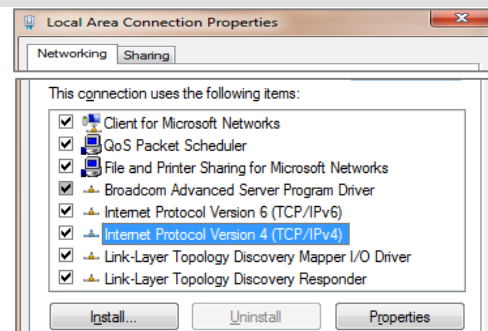 Local Area Connection Properties
Networking Sharing
This connection uses the following items:
Client for Microsoft Networks
QoS Packet Scheduler
File and Printer Sharing for Microsoft Networks
Broadcom Advanced Server Program Driver
Internet Protocol Version 6 (TCP/IPv6)
Internet Protocol Version 4 (TCP/IPv4)
Link-Layer Topology Discovery Mapper I/O Driver
Link-Layer Topology Discovery Responder
Install... Uninstall Properties